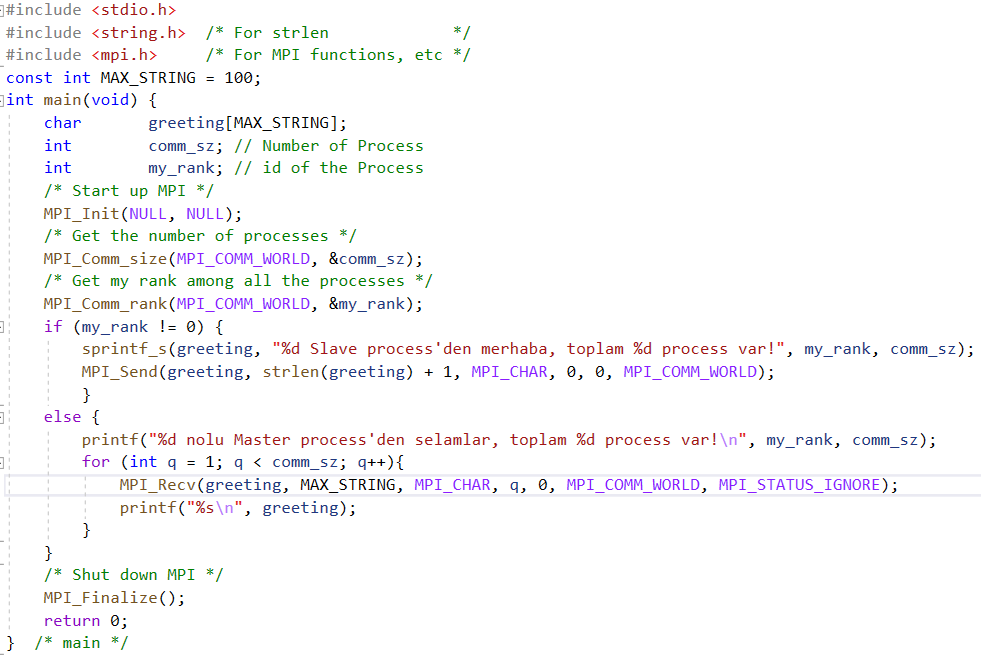 #include <stdio.h>
#include <string.h>  /* For strlen             */
#include <mpi.h>     /* For MPI functions, etc */
const int MAX_STRING = 100;
int main(void) {
    char       greeting[MAX_STRING];
    int        comm_sz; // Number of Process
    int        my_rank; // id of the Process
    /* Start up MPI */
    MPI_Init(NULL, NULL);
    /* Get the number of processes */
    MPI_Comm_size(MPI_COMM_WORLD, &comm_sz);
    /* Get my rank among all the processes */
    MPI_Comm_rank(MPI_COMM_WORLD, &my_rank);
    if (my_rank != 0) {
        sprintf_s(greeting, "%d Slave process'den merhaba, toplam %d process var!", my_rank, comm_sz);
        MPI_Send(greeting, strlen(greeting) + 1, MPI_CHAR, 0, 0, MPI_COMM_WORLD);
        }
    else {
        printf("%d nolu Master process'den selamlar, toplam %d process var!\n", my_rank, comm_sz);
        for (int q = 1; q < comm_sz; q++){
            MPI_Recv(greeting, MAX_STRING, MPI_CHAR, q, 0, MPI_COMM_WORLD, MPI_STATUS_IGNORE);
            printf("%s\n", greeting);
        }
    }
    /* Shut down MPI */
    MPI_Finalize();
    return 0;
}  /* main */